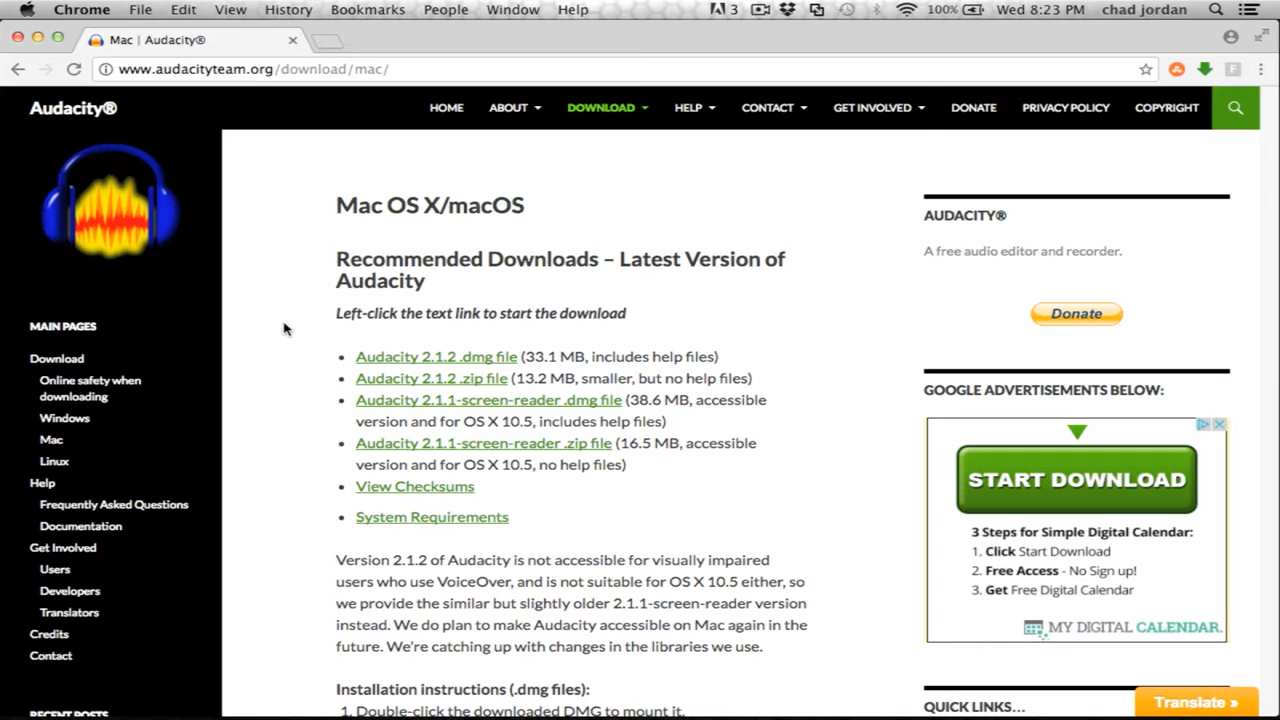 Chrome File Edit View History Bookmarks People Window Help 3 100% Wed 8:23 PM chad jordan
Mac | Audacity®
www.audacityteam.org/download/mac/
Audacity® HOME ABOUT DOWNLOAD HELP CONTACT GET INVOLVED DONATE PRIVACY POLICY COPYRIGHT
MAIN PAGES
Download
Online safety when
downloading
Windows
Mac
Linux
Help
Frequently Asked Questions
Documentation
Get Involved
Users
Developers
Translators
Credits
Contact
RECENT POSTS
Mac OS X/macOS
Recommended Downloads – Latest Version of
Audacity
Left-click the text link to start the download
• Audacity 2.1.2 .dmg file (33.1 MB, includes help files)
• Audacity 2.1.2 .zip file (13.2 MB, smaller, but no help files)
• Audacity 2.1.1-screen-reader .dmg file (38.6 MB, accessible
version and for OS X 10.5, includes help files)
• Audacity 2.1.1-screen-reader .zip file (16.5 MB, accessible
version and for OS X 10.5, no help files)
• View Checksums
• System Requirements
Version 2.1.2 of Audacity is not accessible for visually impaired
users who use VoiceOver, and is not suitable for OS X 10.5 either, so
we provide the similar but slightly older 2.1.1-screen-reader version
instead. We do plan to make Audacity accessible on Mac again in the
future. We're catching up with changes in the libraries we use.
Installation instructions (.dmg files):
1. Double-click the downloaded DMG to mount it.
AUDACITY®
A free audio editor and recorder.
Donate
GOOGLE ADVERTISEMENTS BELOW:
START DOWNLOAD
3 Steps for Simple Digital Calendar:
1. Click Start Download
2. Free Access - No Sign up!
3. Get Free Digital Calendar
MY DIGITAL CALENDAR.
QUICK LINKS...
Translate »